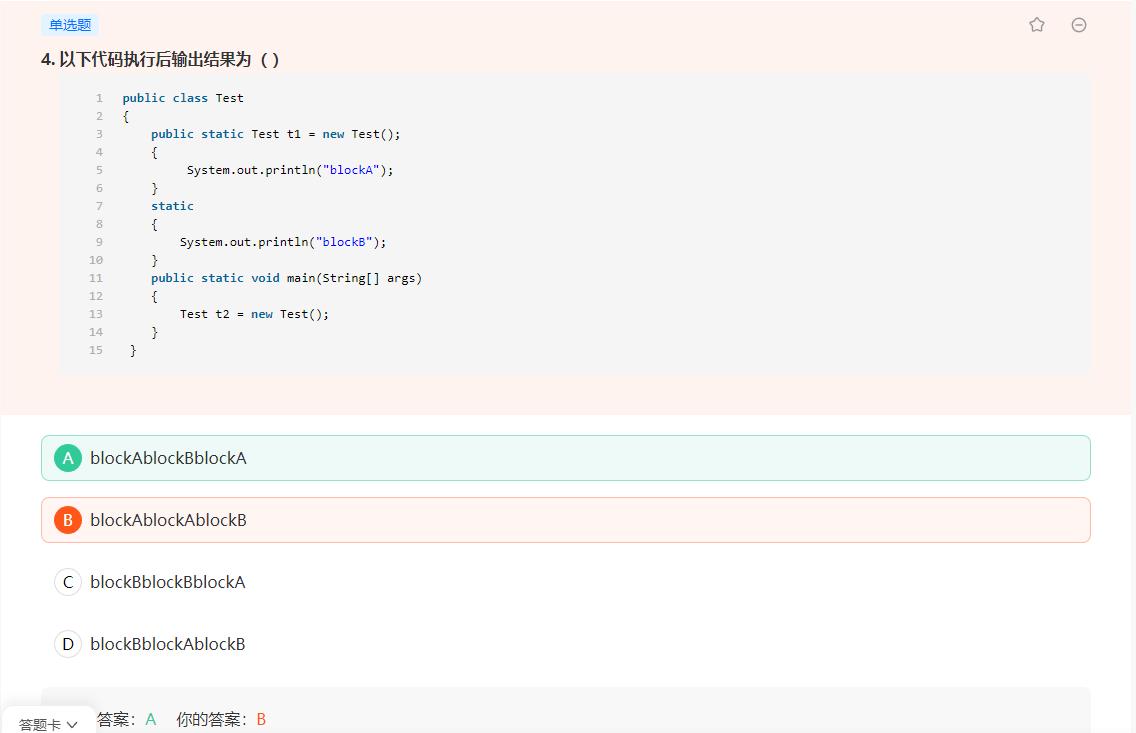 单选题
4. 以下代码执行后输出结果为（ ）
1 public class Test
2 {
3     public static Test t1 = new Test();
4     {
5          System.out.println("blockA");
6     }
7     static
8     {
9         System.out.println("blockB");
10     }
11     public static void main(String[] args)
12     {
13         Test t2 = new Test();
14     }
15  }
A blockAblockBblockA
B blockAblockAblockB
C blockBblockBblockA
D blockBblockAblockB
答案：A 你的答案：B
答题卡